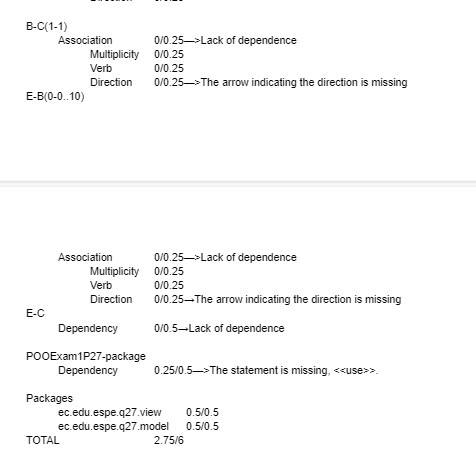 B-C(1-1)
Association 0/0.25—>Lack of dependence
Multiplicity 0/0.25
Verb 0/0.25
Direction 0/0.25—>The arrow indicating the direction is missing
E-B(0-0..10)
Association 0/0.25—>Lack of dependence
Multiplicity 0/0.25
Verb 0/0.25
Direction 0/0.25→The arrow indicating the direction is missing
E-C
Dependency 0/0.5→Lack of dependence
POOExam1P27-package
Dependency 0.25/0.5—>The statement is missing, <<use>>.
Packages
ec.edu.espe.q27.view 0.5/0.5
ec.edu.espe.q27.model 0.5/0.5
TOTAL 2.75/6